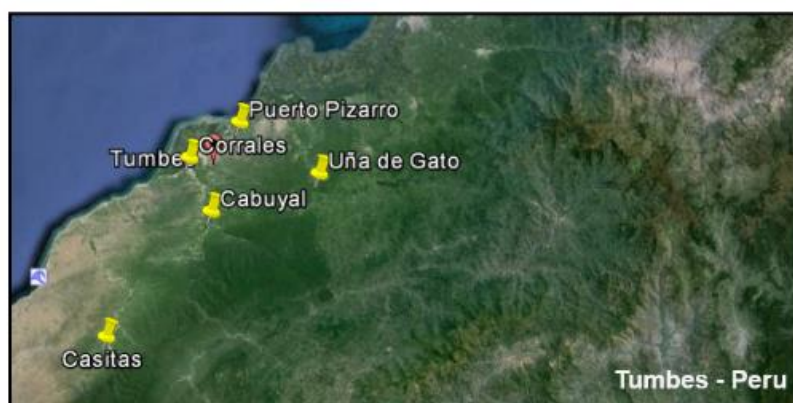 Puerto Pizarro
Corrales
Tumbes
Uña de Gato
Cabuyal
Casitas
Tumbes - Peru